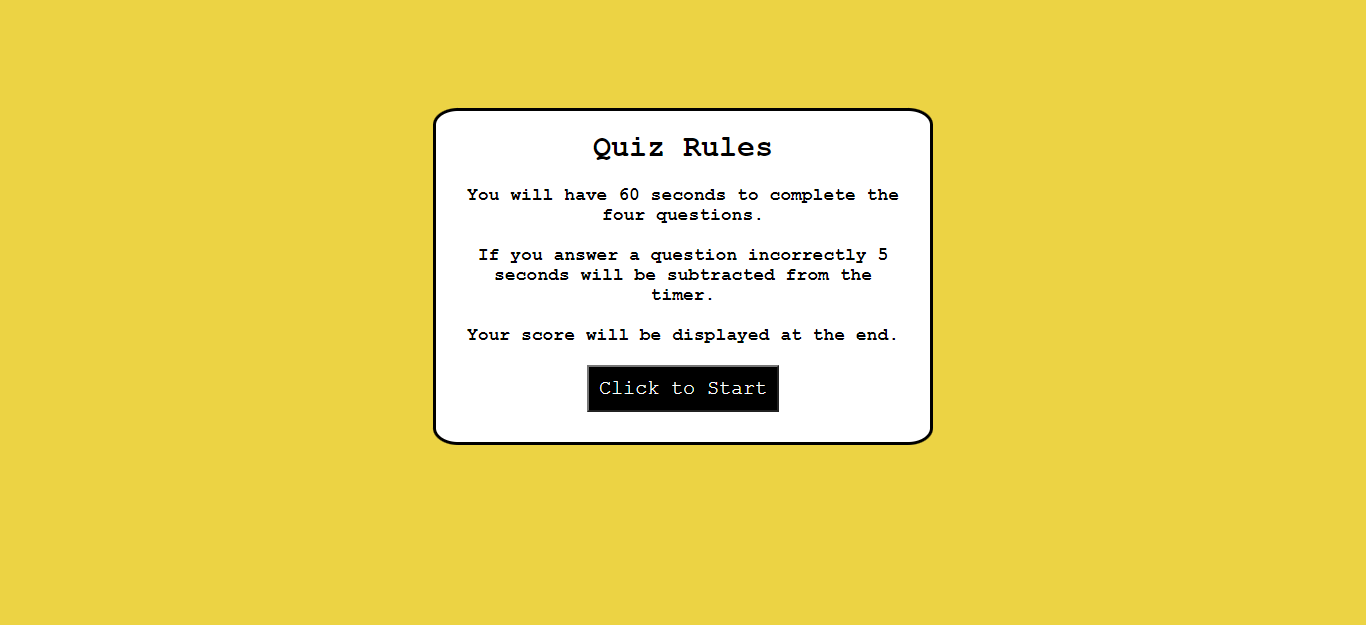 Quiz Rules
You will have 60 seconds to complete the
four questions.
If you answer a question incorrectly 5
seconds will be subtracted from the
timer.
Your score will be displayed at the end.
Click to Start